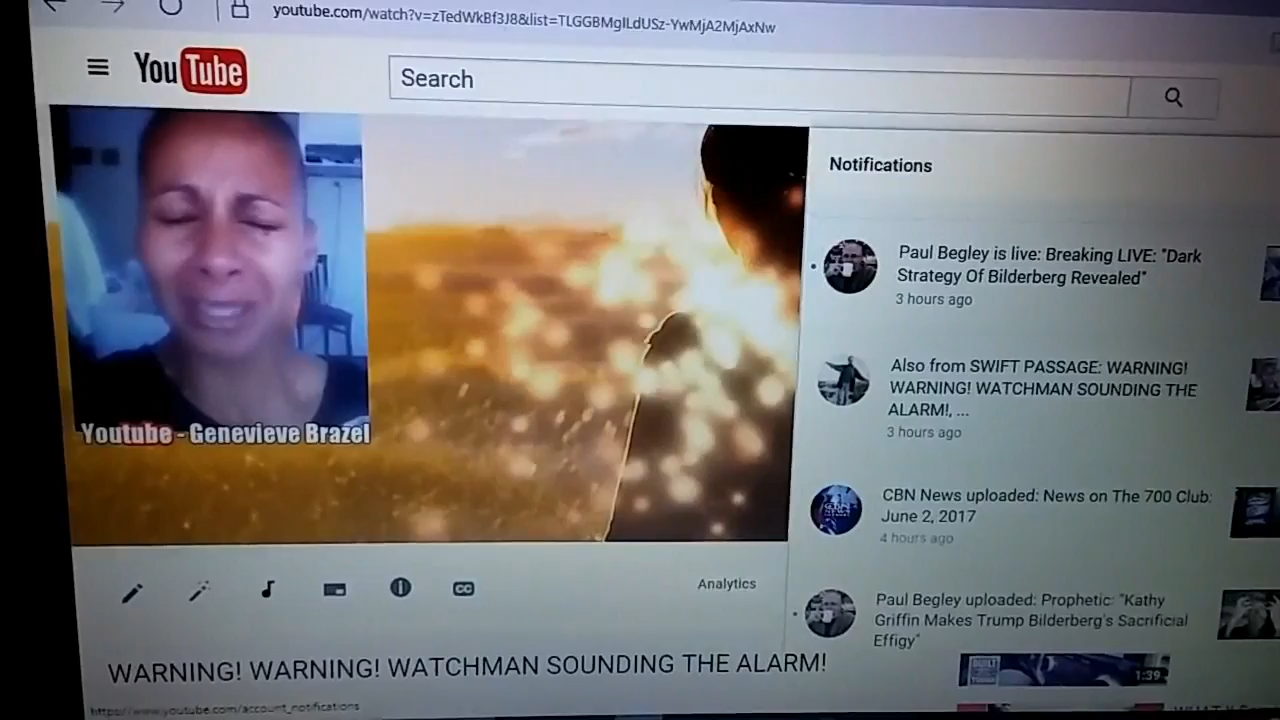 youtube.com/watch?v=zTedWkBf3J8&list=TLGGBMgILdUSz-YwMjA2MjAxNw
YouTube
Search
Notifications
Paul Begley is live: Breaking LIVE: "Dark
Strategy Of Bilderberg Revealed"
3 hours ago
Also from SWIFT PASSAGE: WARNING!
WARNING! WATCHMAN SOUNDING THE
ALARM!, ...
3 hours ago
Youtube - Genevieve Brazel
CBN News uploaded: News on The 700 Club:
June 2, 2017
4 hours ago
CC
Analytics
Paul Begley uploaded: Prophetic: "Kathy
Griffin Makes Trump Bilderberg's Sacrificial
Effigy"
WARNING! WARNING! WATCHMAN SOUNDING THE ALARM!
1:39
https://www.youtube.com/account_notifications